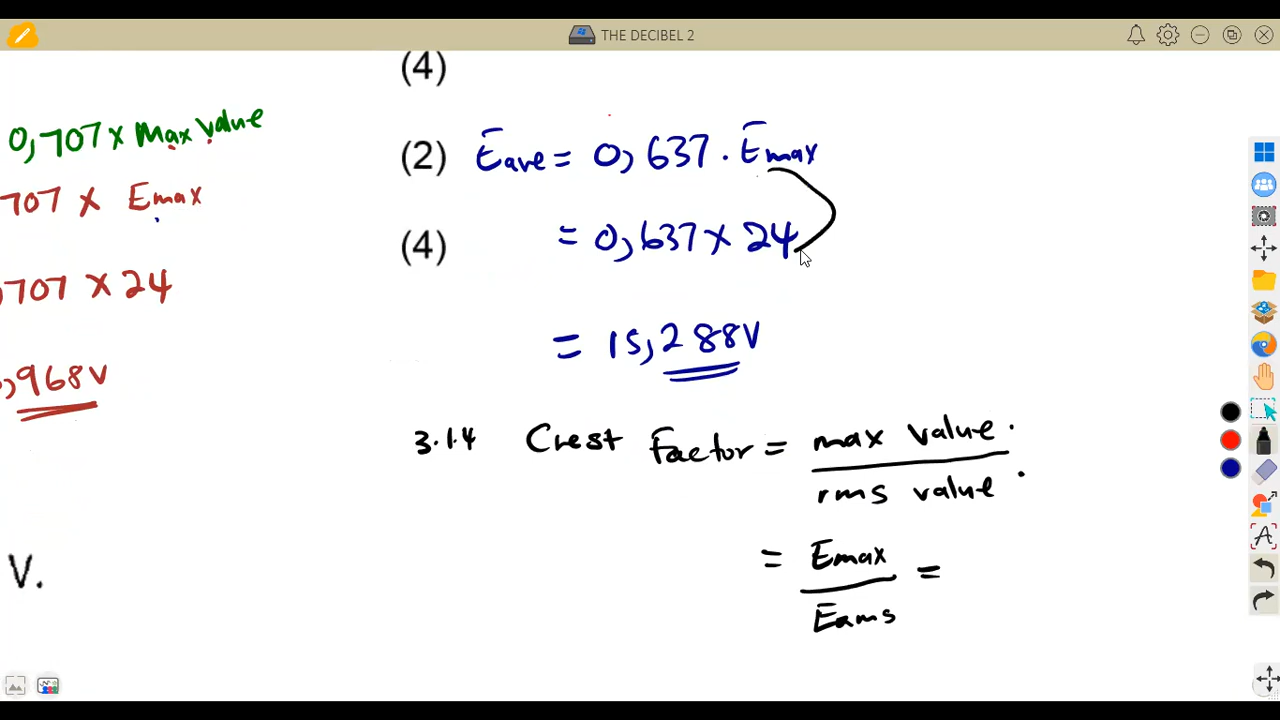 THE DECIBEL 2
(4)
0,707 x Max Value
(2) Eave = 0,637 . Emax
707 x Emax
(4) = 0,637 x 24
707 x 24
= 15,288V
,968V
3.1.4 Crest Factor = max value.
rms value.
= Emax =
Erms
V.